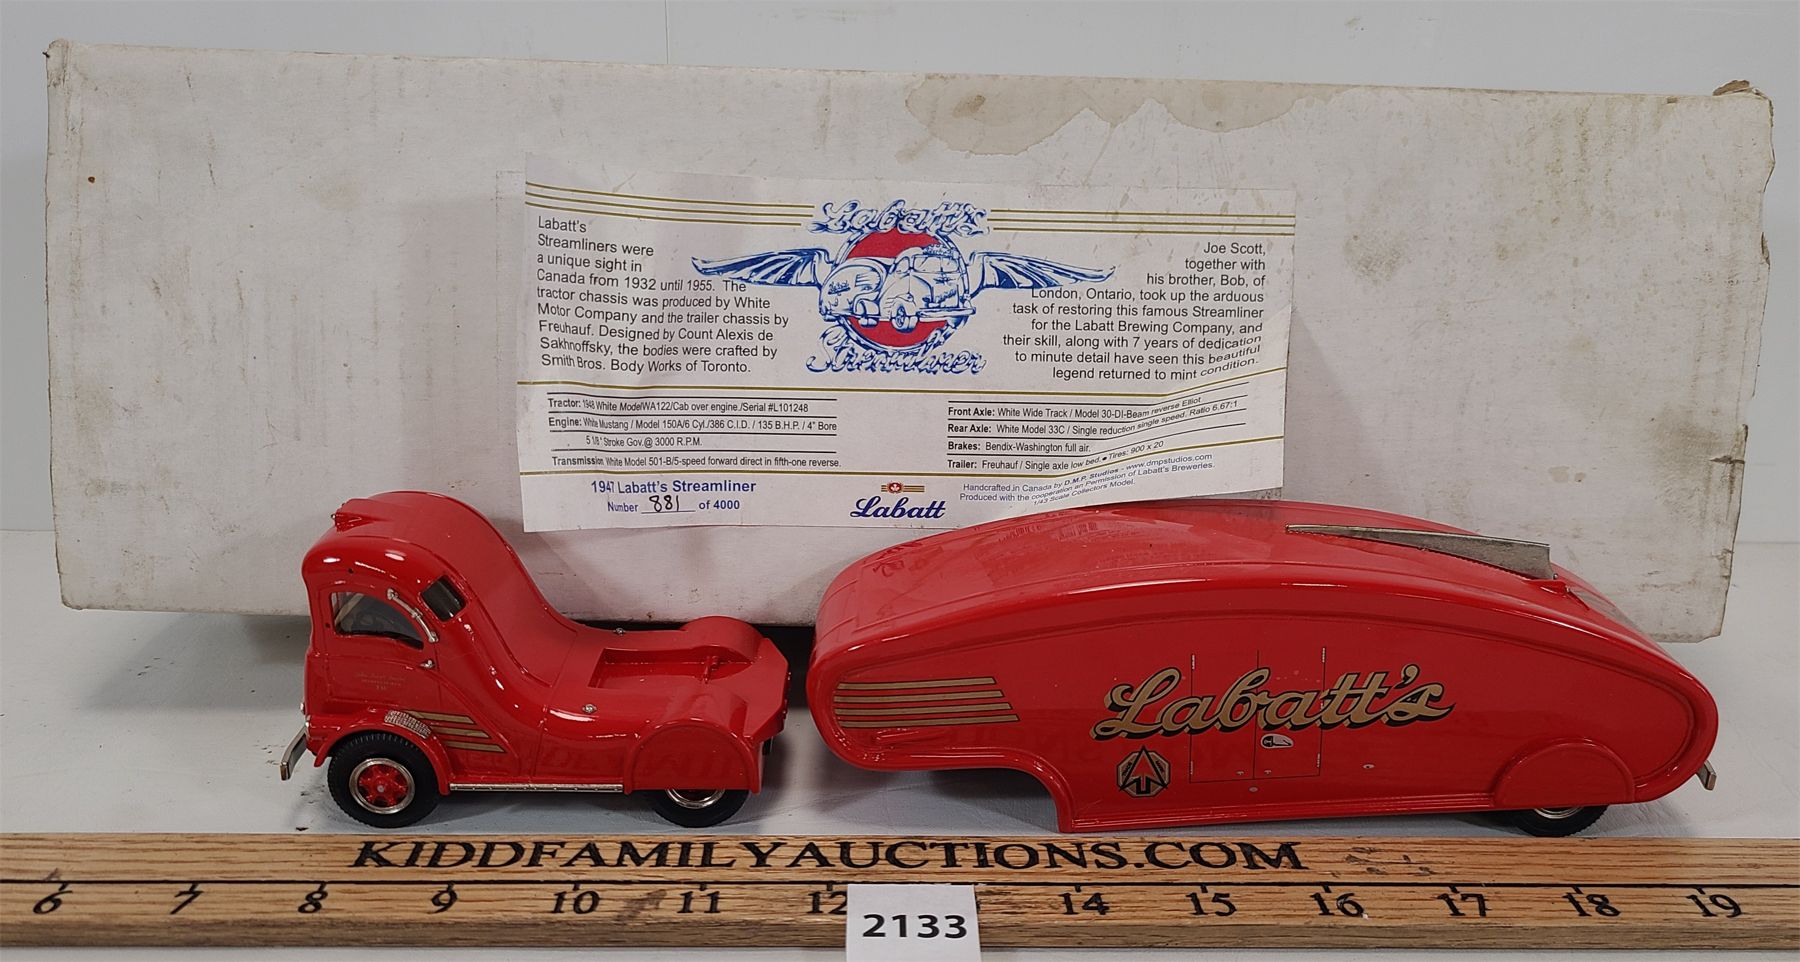 Labatt's
Streamliner
Labatt's
Streamliners were
a unique sight in
Canada from 1932 until 1955. The
tractor chassis was produced by White
Motor Company and the trailer chassis by
Freuhauf. Designed by Count Alexis de
Sakhnoffsky, the bodies were crafted by
Smith Bros. Body Works of Toronto.
Joe Scott,
together with
his brother, Bob, of
London, Ontario, took up the arduous
task of restoring this famous Streamliner
for the Labatt Brewing Company, and
their skill, along with 7 years of dedication
to minute detail have seen this beautiful
legend returned to mint condition.
Tractor: 1948 White Model/WA122/Cab over engine./Serial #L101248
Engine: White Mustang / Model 150A/6 Cyl./386 C.I.D. / 135 B.H.P. / 4" Bore
5 1/8" Stroke Gov.@ 3000 R.P.M.
Transmission White Model 501-B/5-speed forward direct in fifth-one reverse.
Front Axle: White Wide Track / Model 30-DI-Beam reverse Elliot
Rear Axle: White Model 33C / Single reduction single speed. Ratio 6.67:1
Brakes: Bendix-Washington full air.
Trailer: Freuhauf / Single axle low bed. • Tires: 900 x 20
1947 Labatt's Streamliner
Number 881 of 4000
Labatt
Handcrafted in Canada by D.M.P. Studios - www.dmpstudios.com
Produced with the cooperation an Permission of Labatt's Breweries.
1/43 Scale Collectors Model.
Labatt's
KIDDFAMILYAUCTIONS.COM
6 7 8 9 10 11 12 14 15 16 17 18 19
2133